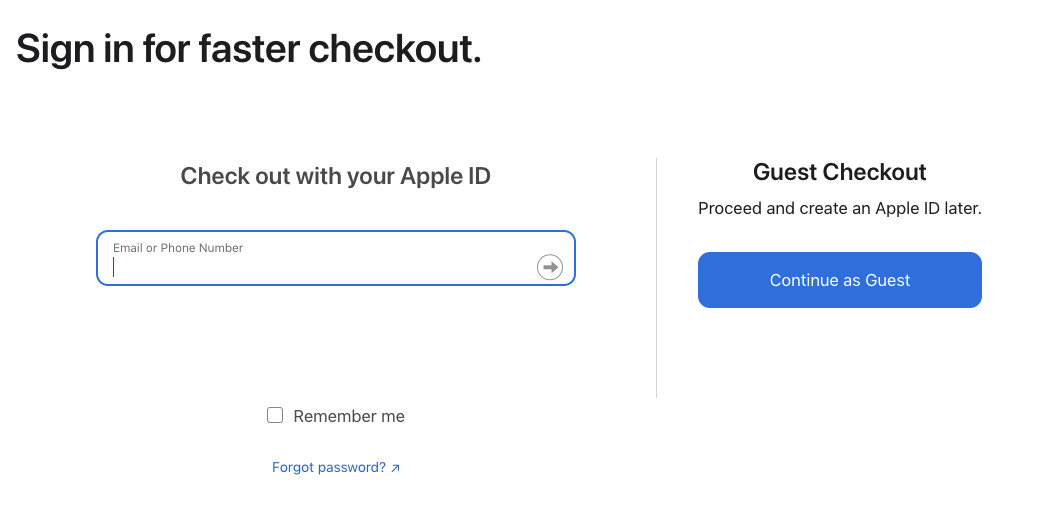 Sign in for faster checkout.
Check out with your Apple ID
Email or Phone Number
Remember me
Forgot password? ↗
Guest Checkout
Proceed and create an Apple ID later.
Continue as Guest